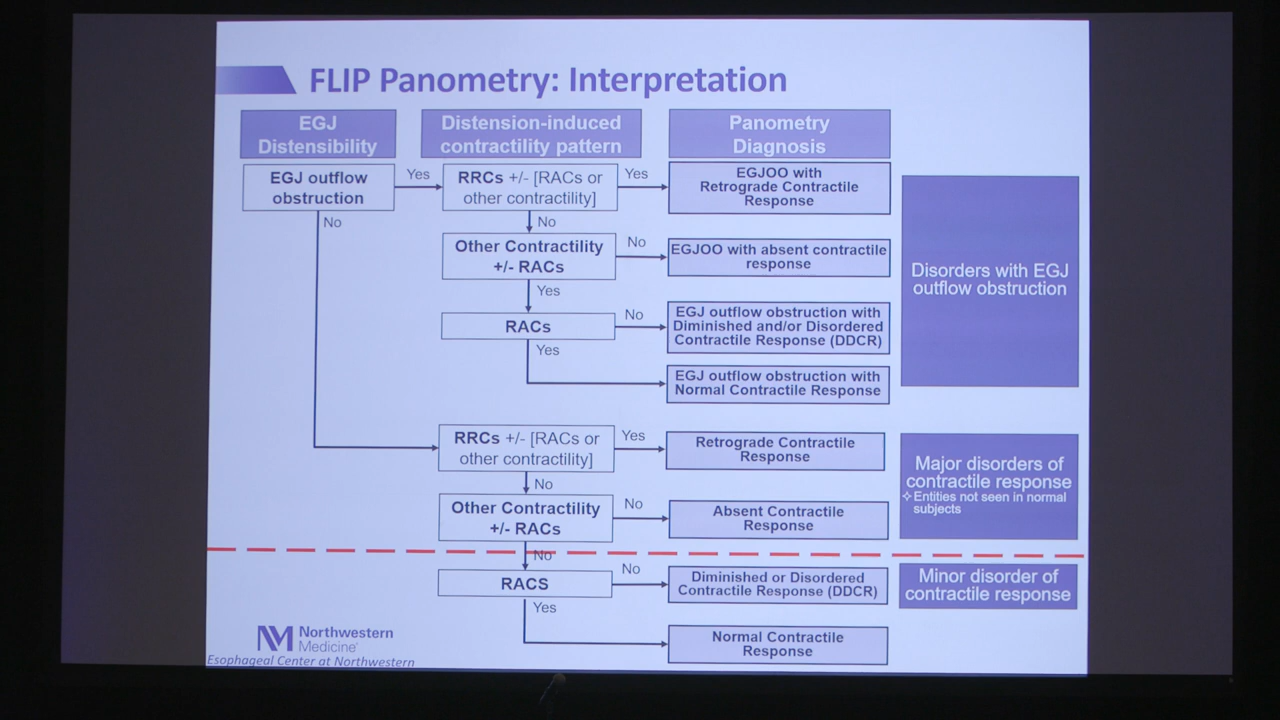 FLIP Panometry: Interpretation
EGJ
Distensibility
Distension-induced
contractility pattern
Panometry
Diagnosis
EGJ outflow
obstruction
Yes
RRCs +/- [RACs or
other contractility]
Yes
EGJOO with
Retrograde Contractile
Response
No
No
Other Contractility
+/- RACs
No
EGJOO with absent contractile
response
Yes
RACs
No
EGJ outflow obstruction with
Diminished and/or Disordered
Contractile Response (DDCR)
Yes
EGJ outflow obstruction with
Normal Contractile Response
Disorders with EGJ
outflow obstruction
RRCs +/- [RACs or
other contractility]
Yes
Retrograde Contractile
Response
No
Other Contractility
+/- RACs
No
Absent Contractile
Response
Major disorders of
contractile response
❖Entities not seen in normal
subjects
No
RACS
No
Diminished or Disordered
Contractile Response (DDCR)
Minor disorder of
contractile response
Yes
Normal Contractile
Response
NM Northwestern
Medicine
Esophageal Center at Northwestern